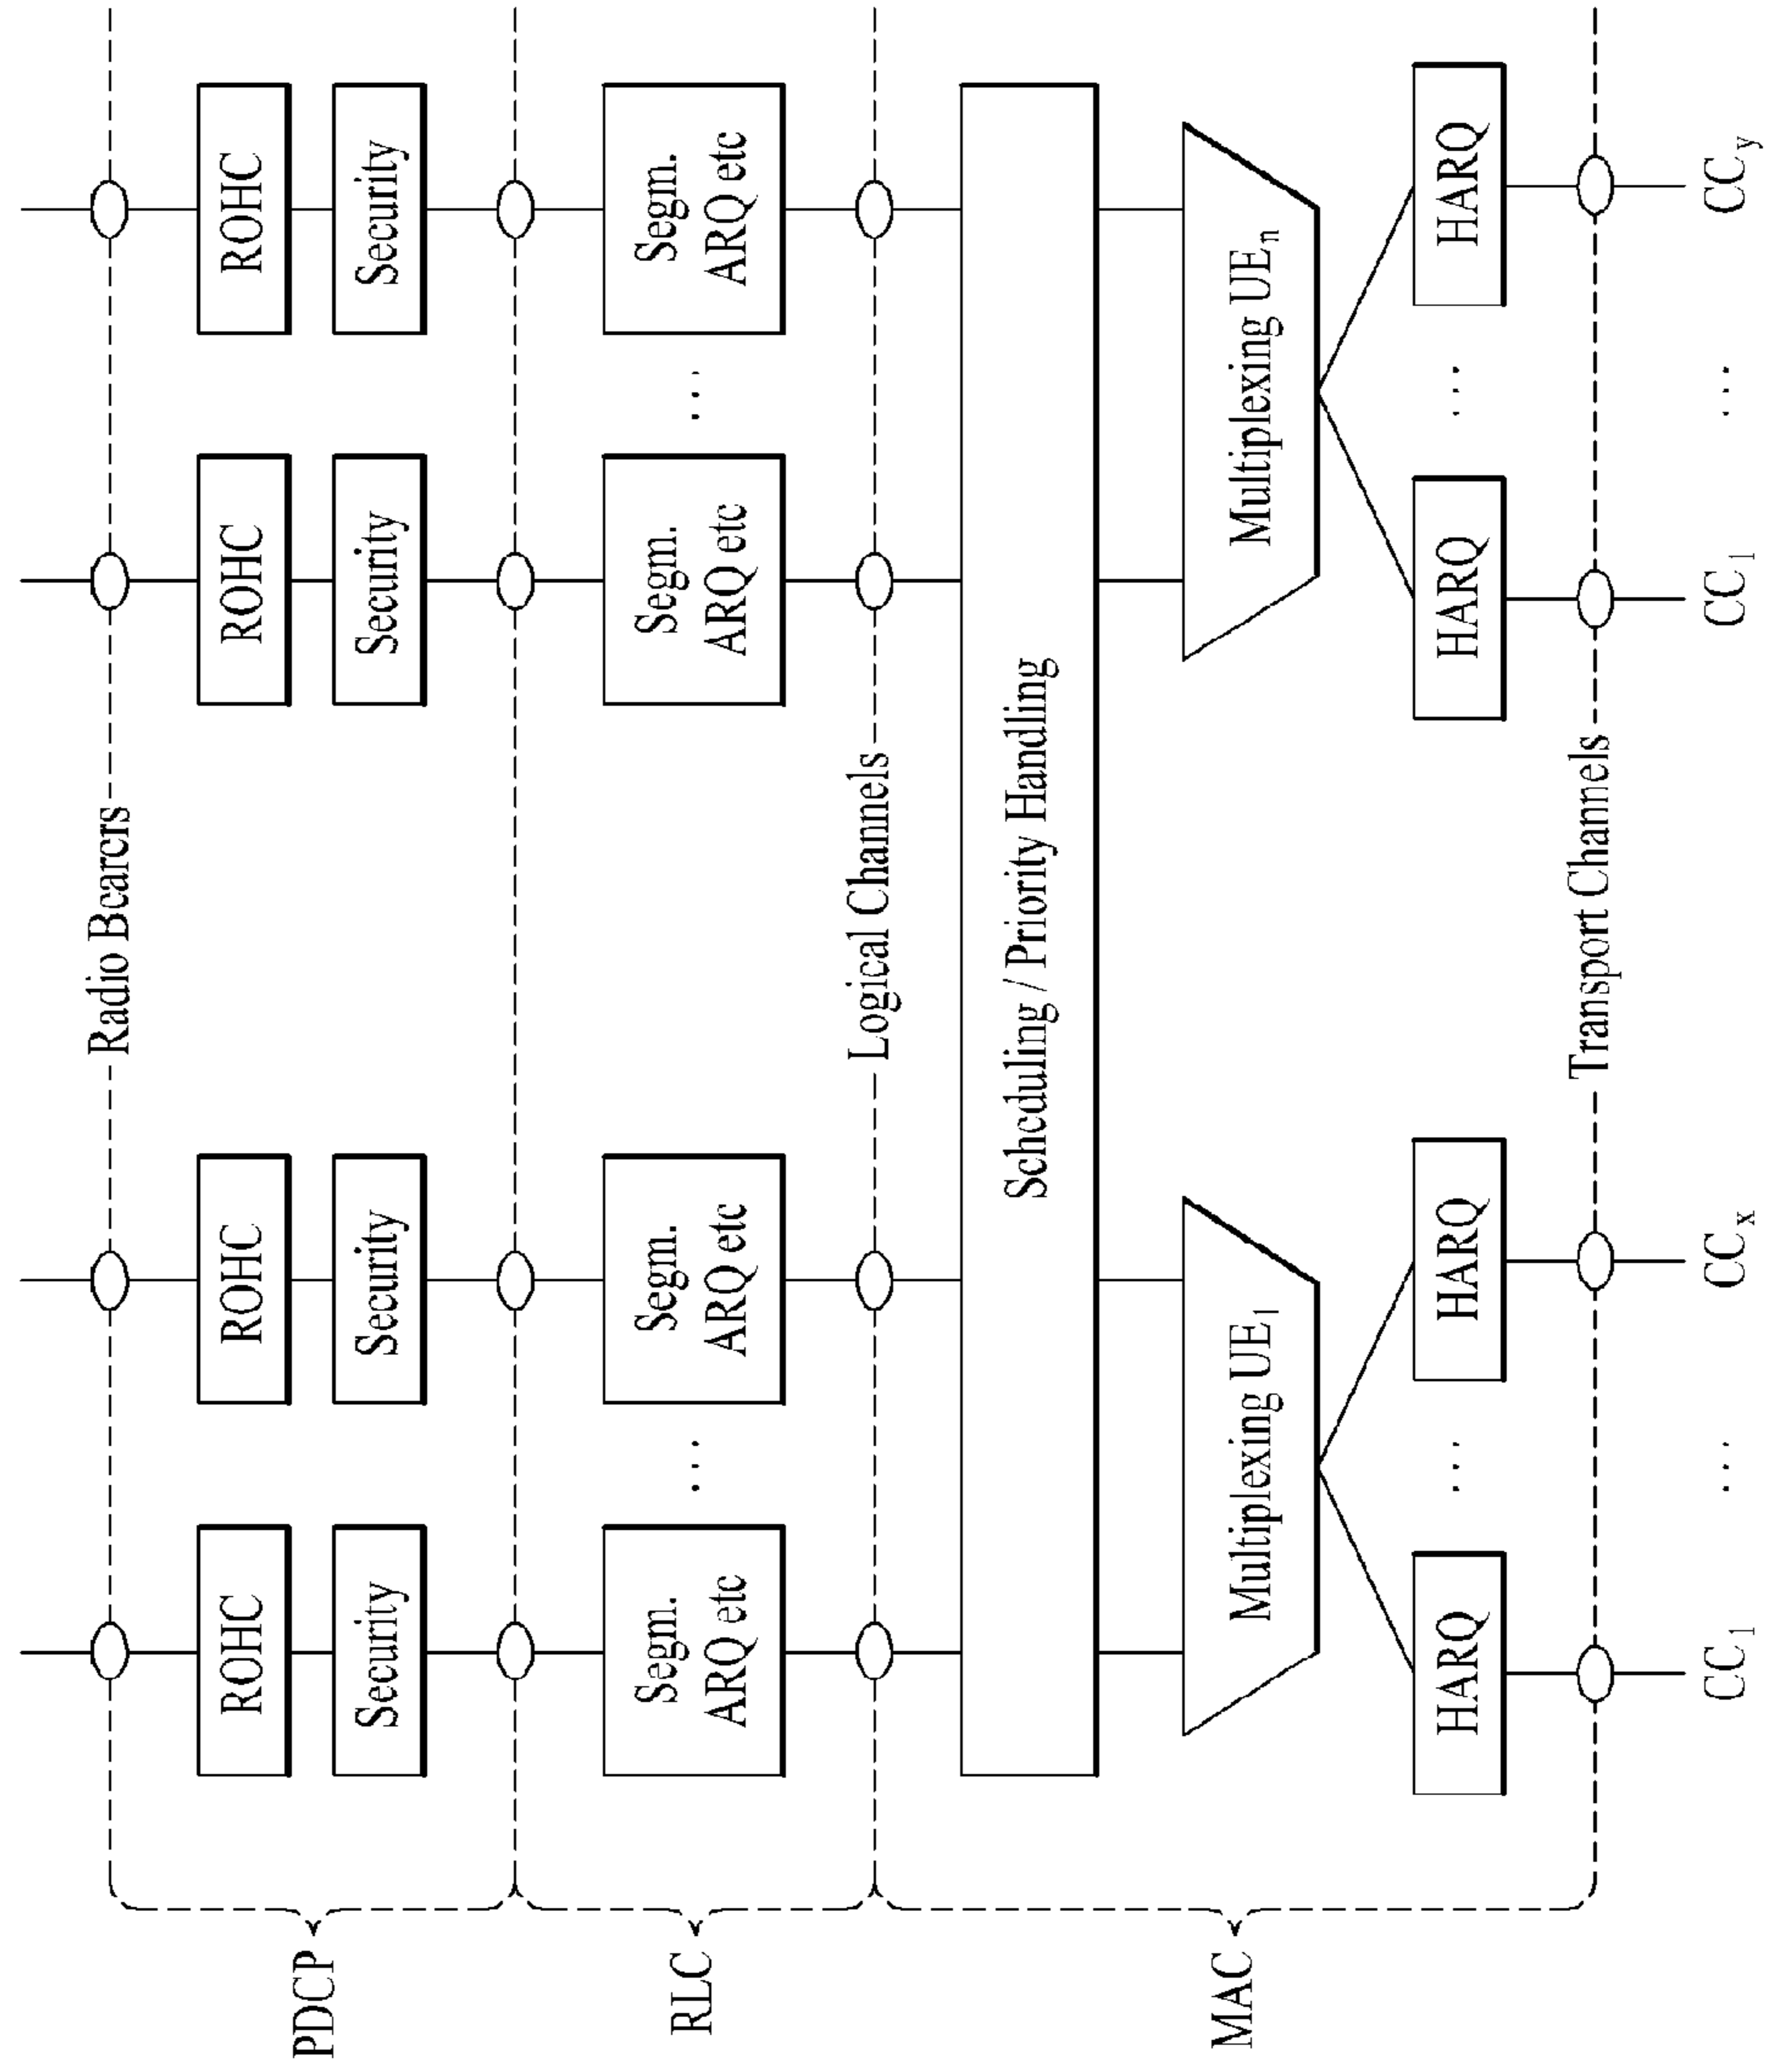 Radio Bearers
PDCP
ROHC
ROHC
ROHC
ROHC
Security
Security
Security
Security
RLC
Segm.
ARQ etc
...
Segm.
ARQ etc
Segm.
ARQ etc
...
Segm.
ARQ etc
Logical Channels
Scheduling / Priority Handling
MAC
Multiplexing UE₁
Multiplexing UEₙ
HARQ
...
HARQ
HARQ
...
HARQ
Transport Channels
CC₁
...
CCₓ
CC₁
...
CCy